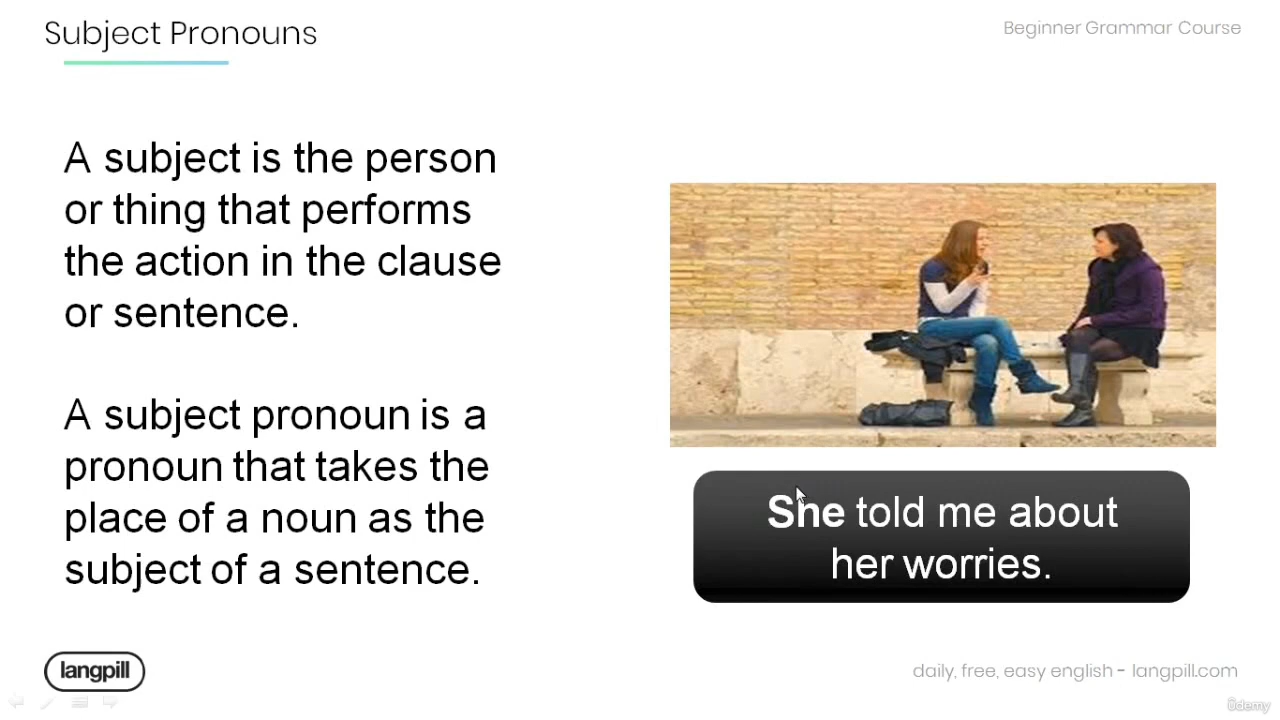 Subject Pronouns
Beginner Grammar Course
A subject is the person
or thing that performs
the action in the clause
or sentence.
A subject pronoun is a
pronoun that takes the
place of a noun as the
subject of a sentence.
She told me about
her worries.
langpill
daily, free, easy english - langpill.com
ûdemy